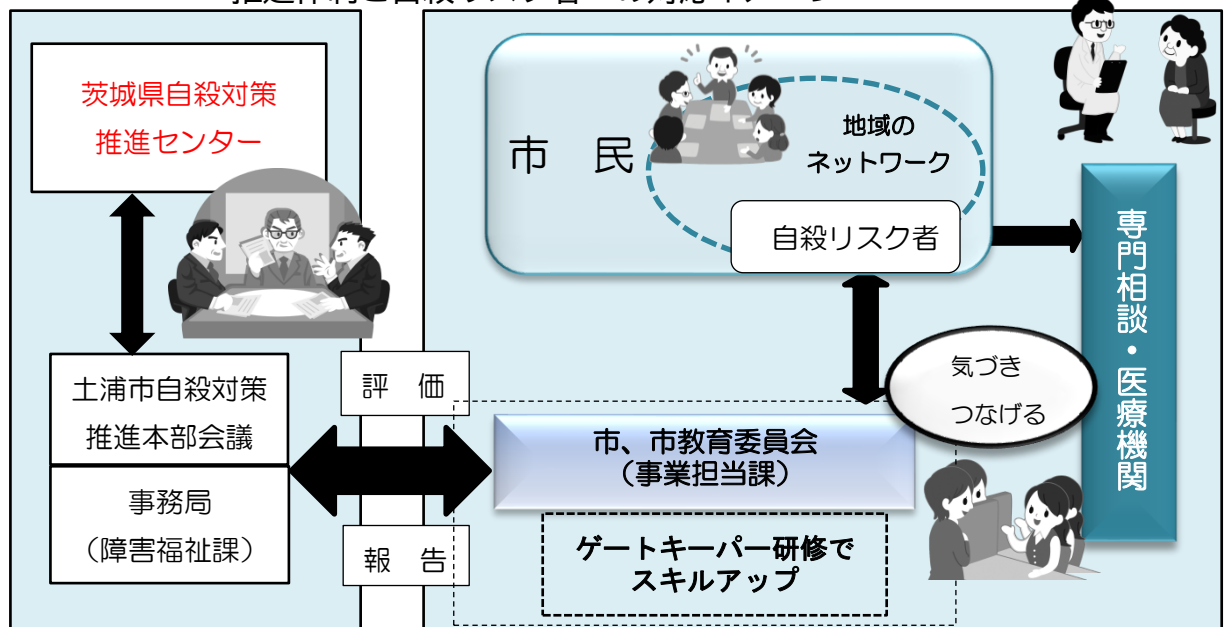 茨城県自殺対策
推進センター
土浦市自殺対策
推進本部会議
事務局
（障害福祉課）
評　価
報　告
市　民
地域の
ネットワーク
自殺リスク者
専門相談・医療機関
気づき
つなげる
市、市教育委員会
（事業担当課）
ゲートキーパー研修で
スキルアップ